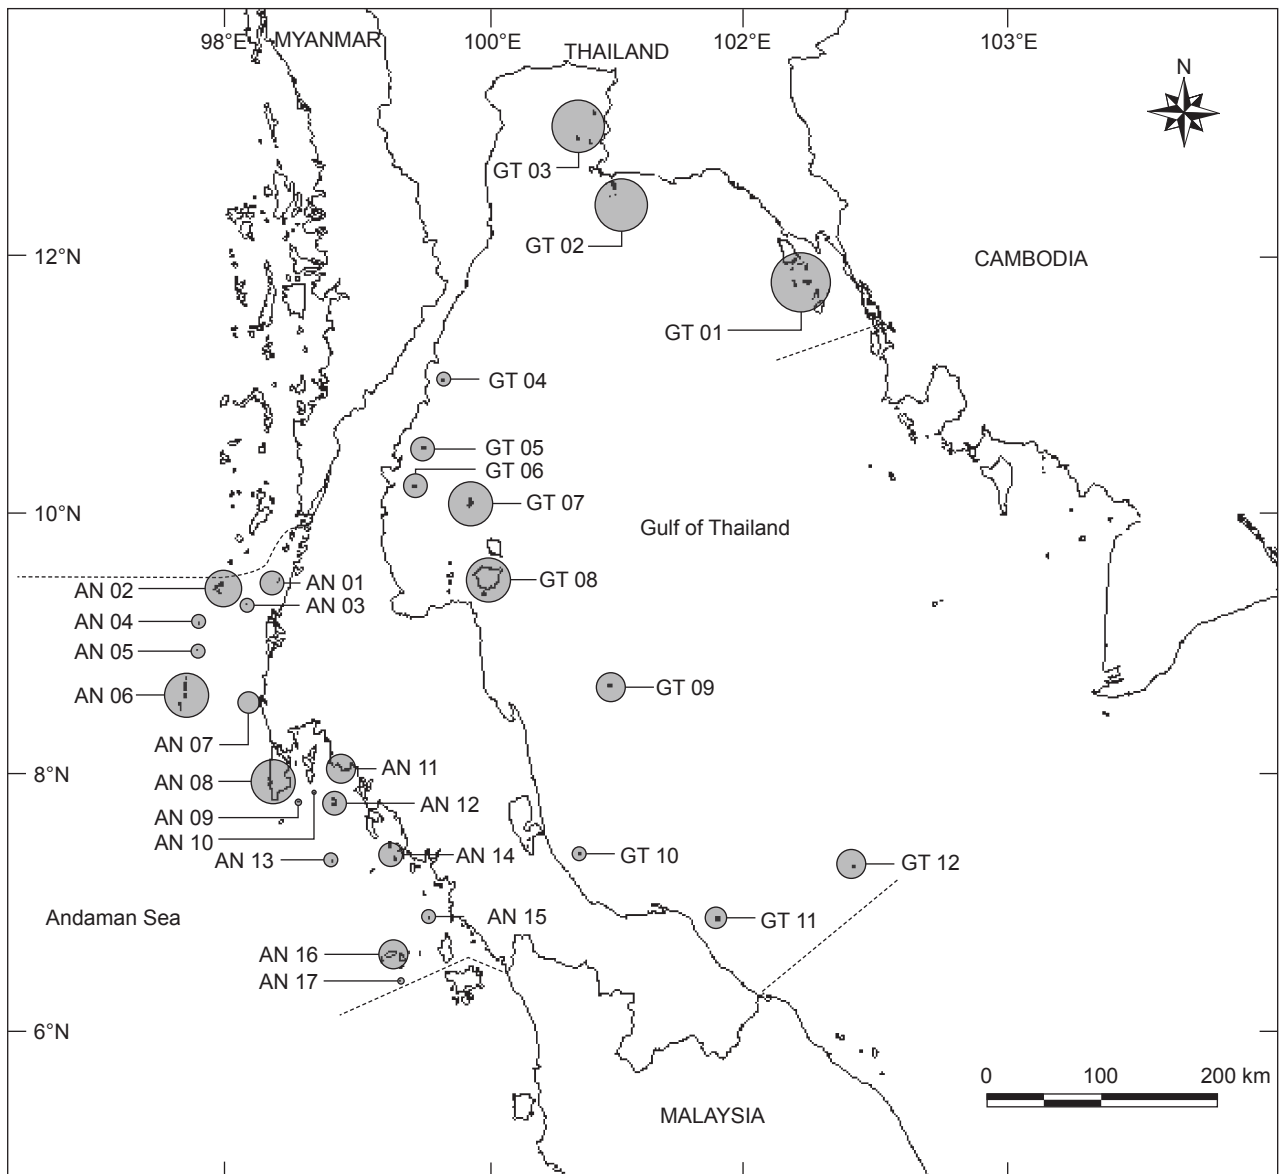 98°E
MYANMAR
100°E
THAILAND
102°E
103°E
N
GT 03
GT 02
12°N
CAMBODIA
GT 01
GT 04
GT 05
GT 06
GT 07
10°N
Gulf of Thailand
GT 08
AN 02
AN 01
AN 03
AN 04
AN 05
AN 06
GT 09
AN 07
8°N
AN 08
AN 11
AN 09
AN 12
AN 10
AN 13
AN 14
GT 10
GT 12
Andaman Sea
AN 15
GT 11
AN 16
AN 17
6°N
0 100 200 km
MALAYSIA